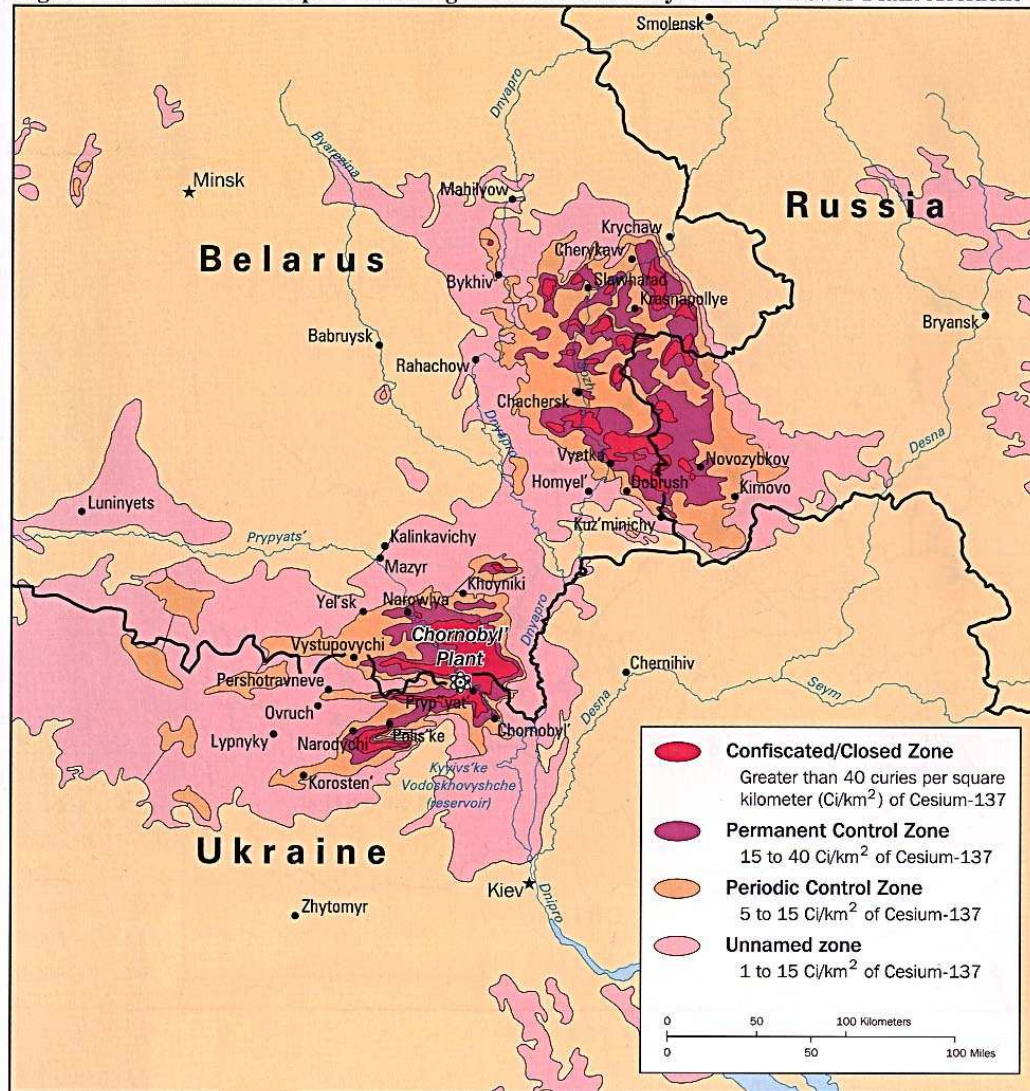 Smolensk
Dnyapro
Byarezina
Minsk
Mahilyow
Russia
Krychaw
Belarus
Cherykaw
Bykhiv
Slawharad
Krasnapollye
Bryansk
Babruysk
Rahachow
Sozh
Chachersk
Dnyapro
Desna
Vyetka
Novozybkov
Luninyets
Homyel'
Dobrush
Kimovo
Kuz'minichy
Prypyats'
Kalinkavichy
Mazyr
Khoyniki
Yel'sk
Narowlya
Dnyapro
Chornobyl'
Plant
Vystupovychi
Chernihiv
Pershotravneve
Desna
Seym
Pryp"yat
Ovruch
Chornobyl'
Lypnyky
Narodychi
Polis'ke
Korosten'
Kyyivs'ke
Vodoskhovyshche
(reservoir)
Ukraine
Kiev
Dnipro
Zhytomyr
Confiscated/Closed Zone
Greater than 40 curies per square
kilometer (Ci/km²) of Cesium-137
Permanent Control Zone
15 to 40 Ci/km² of Cesium-137
Periodic Control Zone
5 to 15 Ci/km² of Cesium-137
Unnamed zone
1 to 15 Ci/km² of Cesium-137
0 50 100 Kilometers
0 50 100 Miles